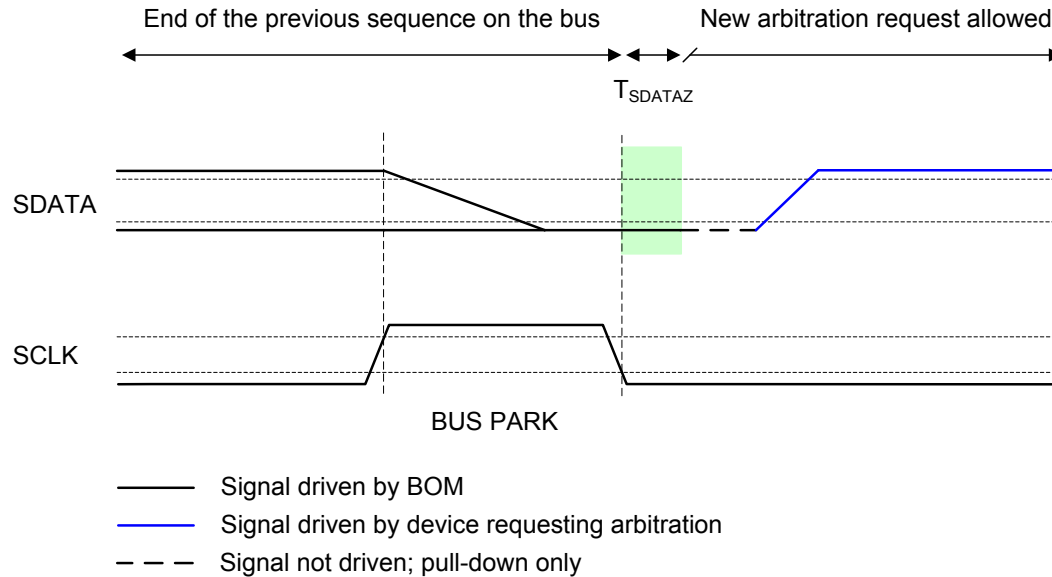 End of the previous sequence on the bus
New arbitration request allowed
TSDATAZ
SDATA
SCLK
BUS PARK
Signal driven by BOM
Signal driven by device requesting arbitration
Signal not driven; pull-down only